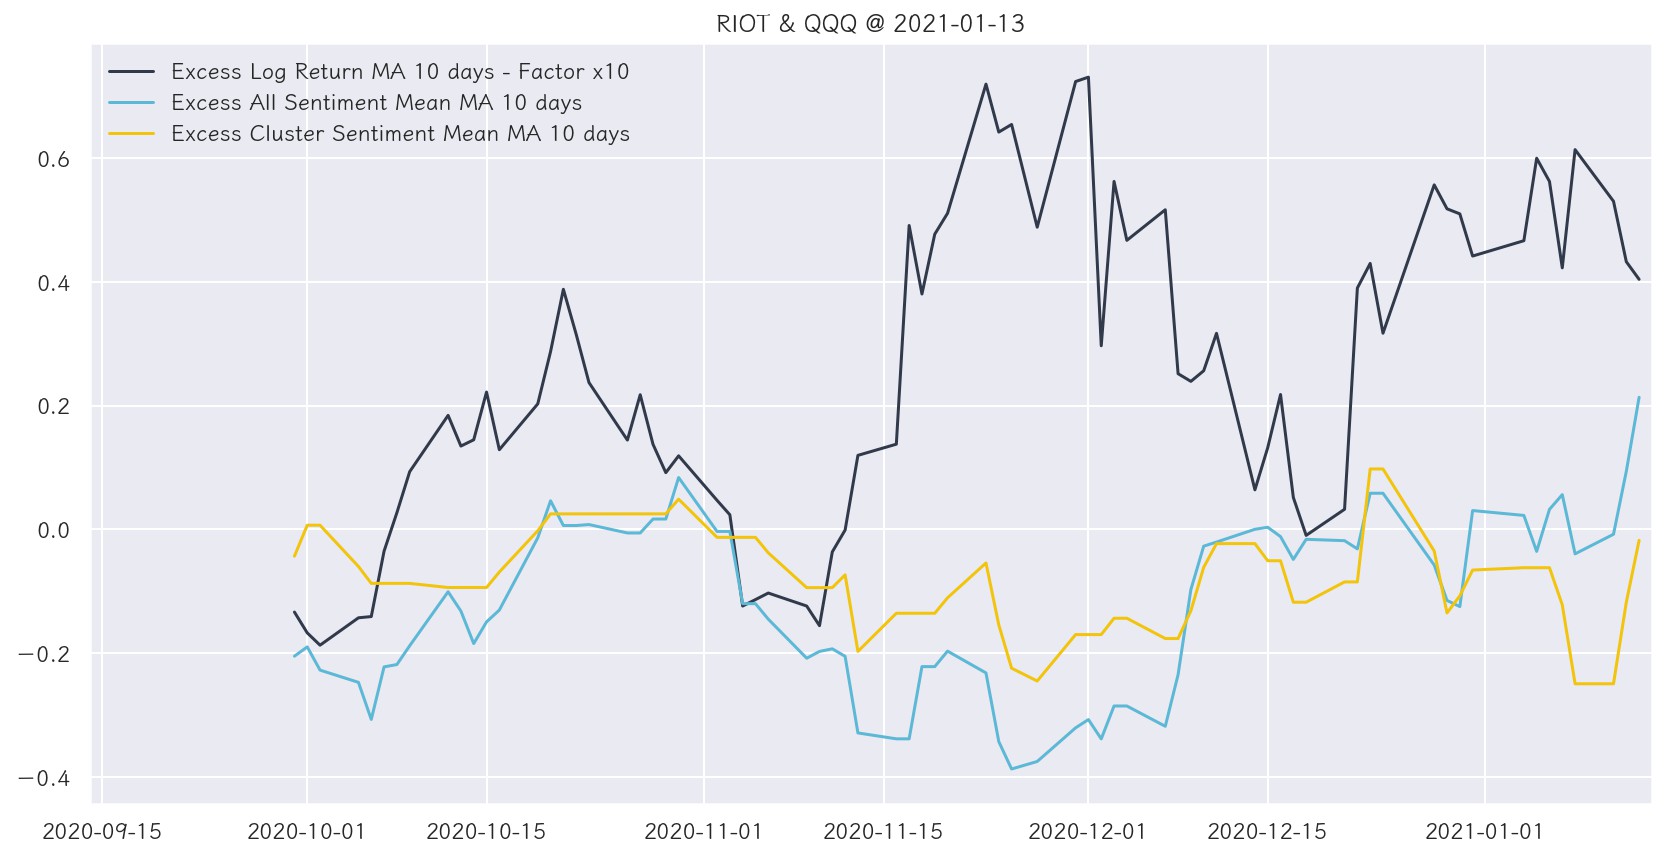 RIOT & QQQ @ 2021-01-13
Excess Log Return MA 10 days - Factor x10
Excess All Sentiment Mean MA 10 days
Excess Cluster Sentiment Mean MA 10 days
0.6
0.4
0.2
0.0
−0.2
−0.4
2020-09-15 2020-10-01 2020-10-15 2020-11-01 2020-11-15 2020-12-01 2020-12-15 2021-01-01